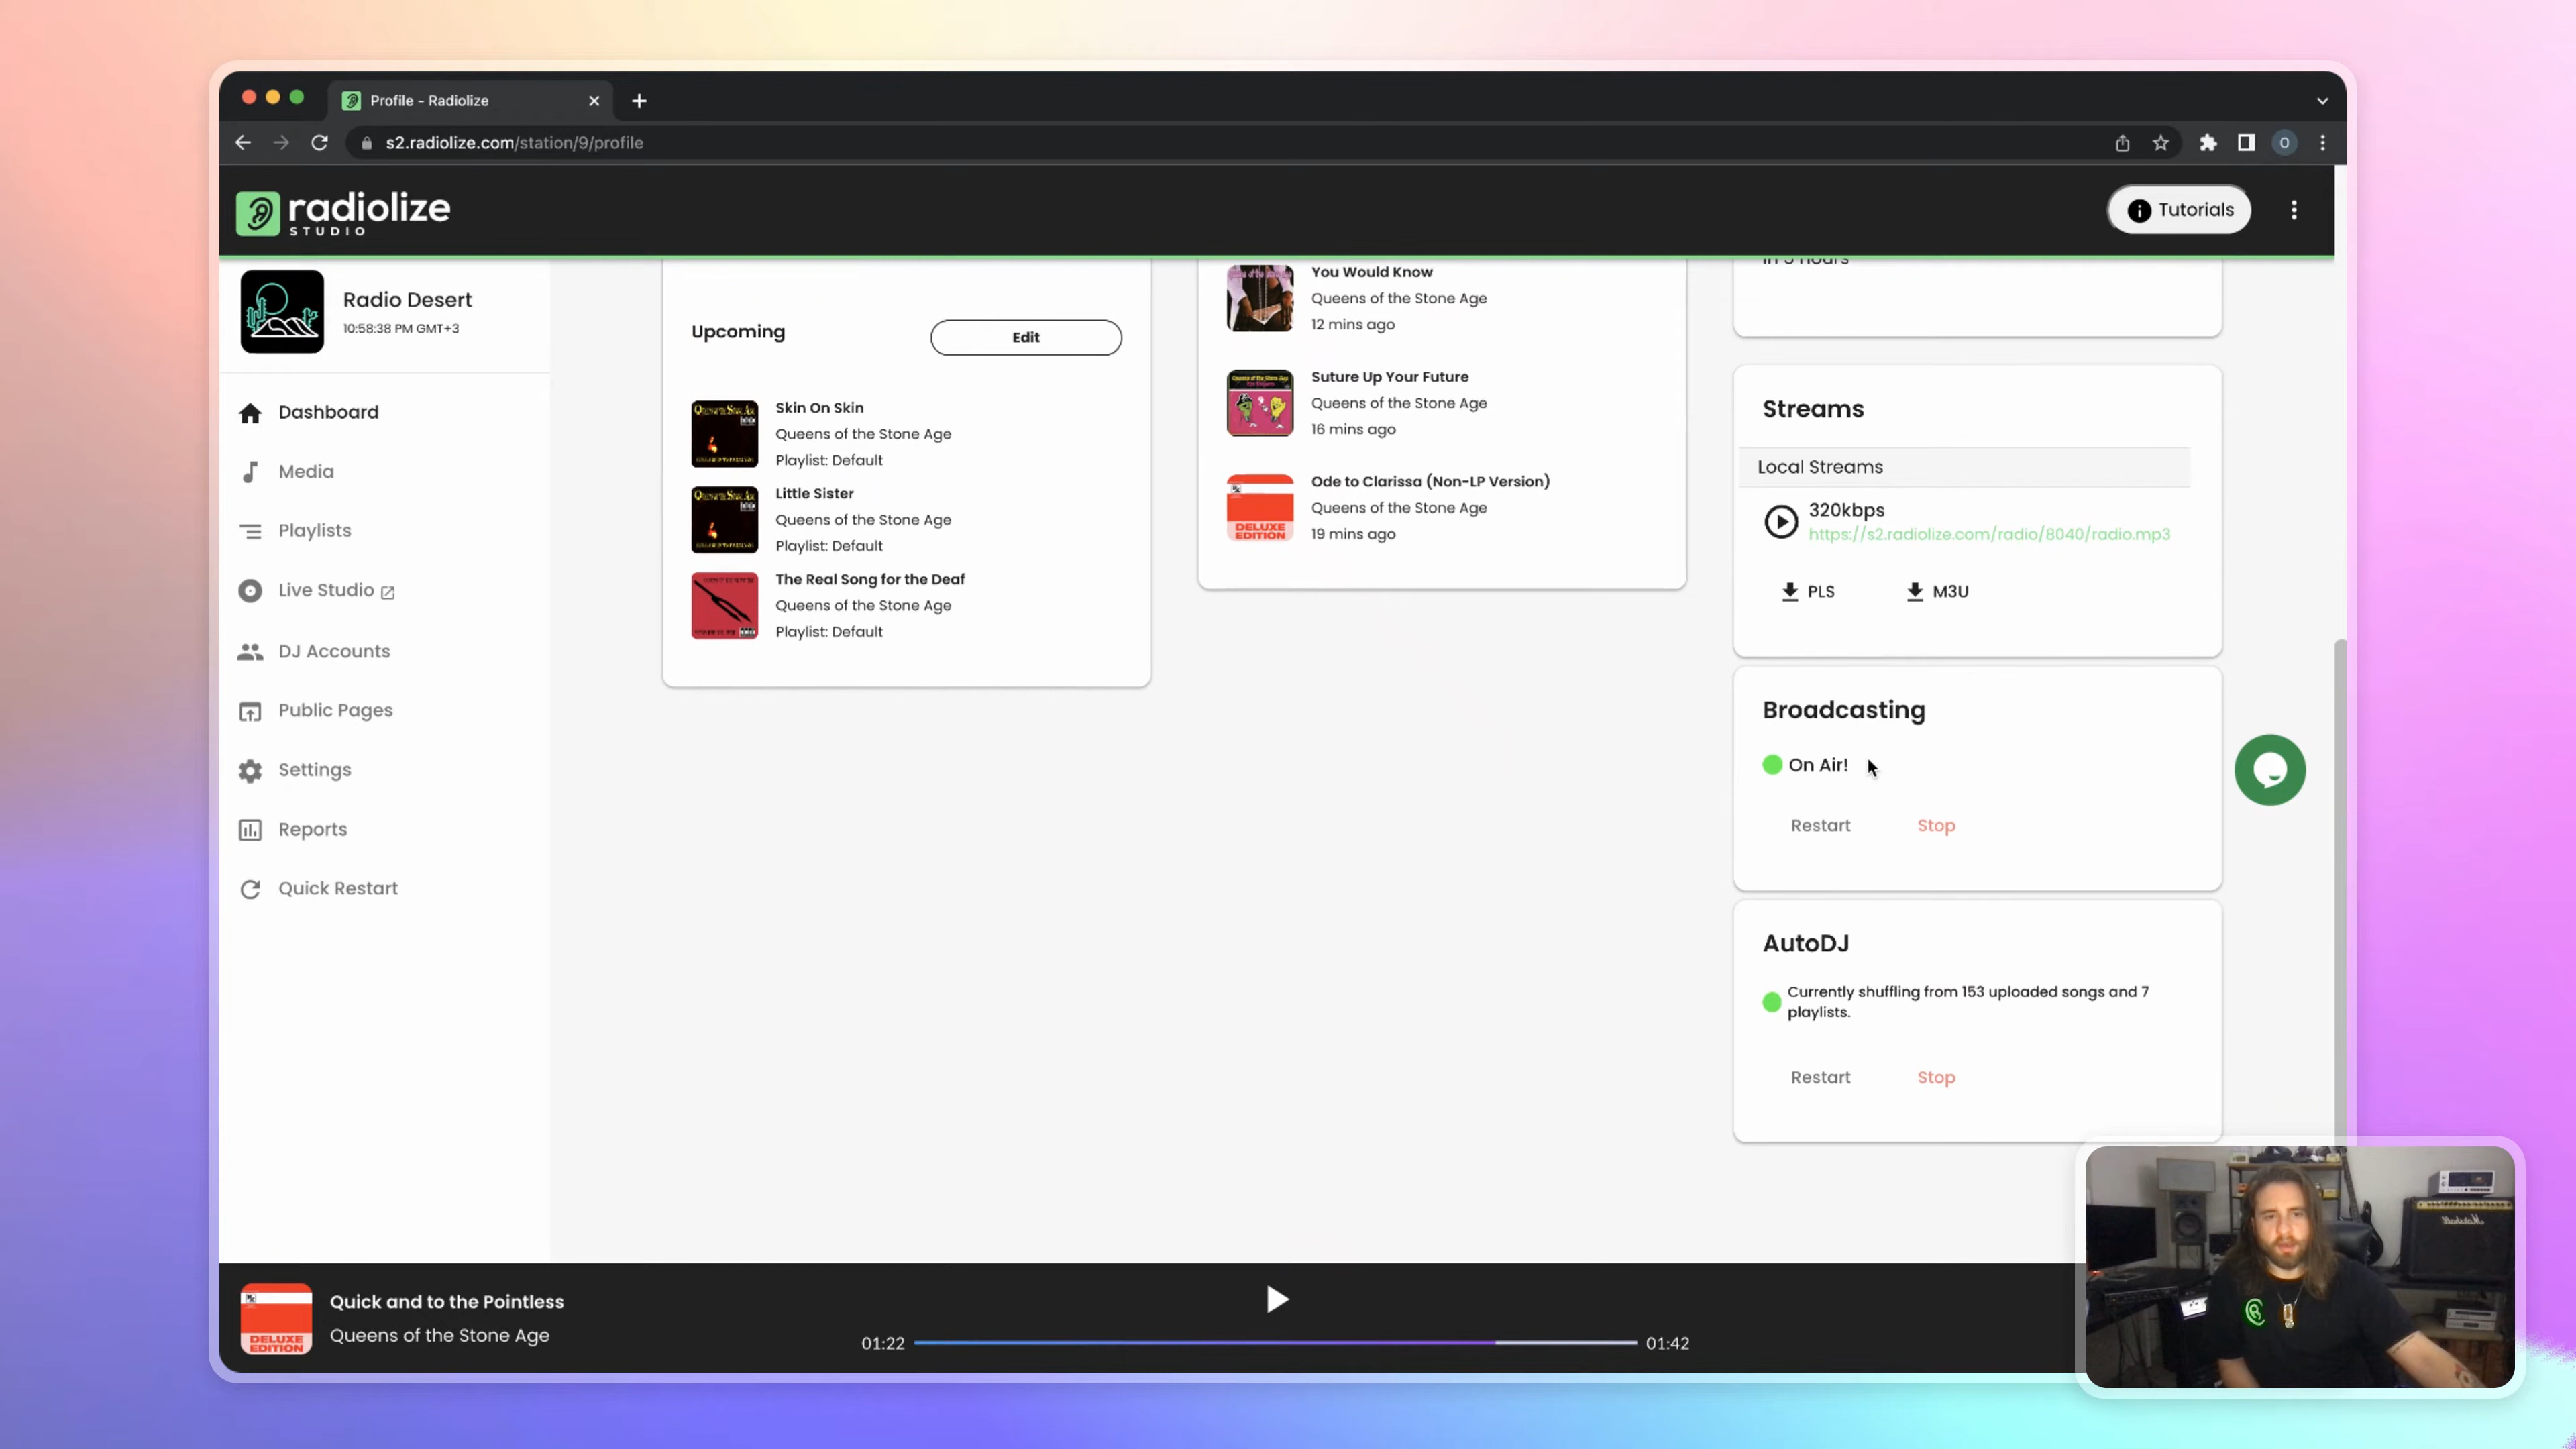 Profile - Radiolize
s2.radiolize.com/station/9/profile
O
radiolize
STUDIO
Tutorials
Radio Desert
10:58:38 PM GMT+3
Dashboard
Media
Playlists
Live Studio
DJ Accounts
Public Pages
Settings
Reports
Quick Restart
Upcoming
Edit
Skin On Skin
Queens of the Stone Age
Playlist: Default
Little Sister
Queens of the Stone Age
Playlist: Default
The Real Song for the Deaf
Queens of the Stone Age
Playlist: Default
You Would Know
Queens of the Stone Age
12 mins ago
Suture Up Your Future
Queens of the Stone Age
16 mins ago
DELUXE
EDITION
Ode to Clarissa (Non-LP Version)
Queens of the Stone Age
19 mins ago
Streams
Local Streams
320kbps
https://s2.radiolize.com/radio/8040/radio.mp3
PLS
M3U
Broadcasting
On Air!
Restart
Stop
AutoDJ
Currently shuffling from 153 uploaded songs and 7
playlists.
Restart
Stop
DELUXE
EDITION
Quick and to the Pointless
Queens of the Stone Age
01:22
01:42